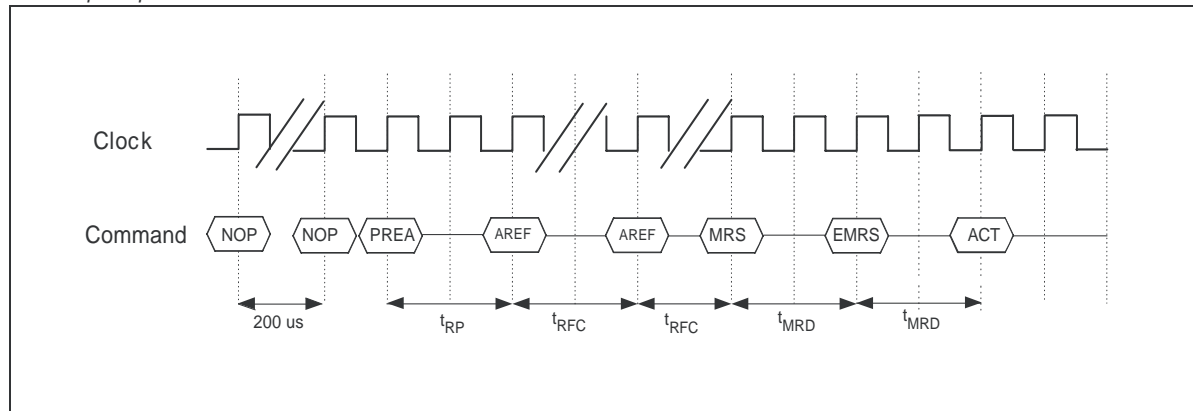 Clock
Command
NOP NOP PREA AREF AREF MRS EMRS ACT
200 us tRP tRFC tRFC tMRD tMRD